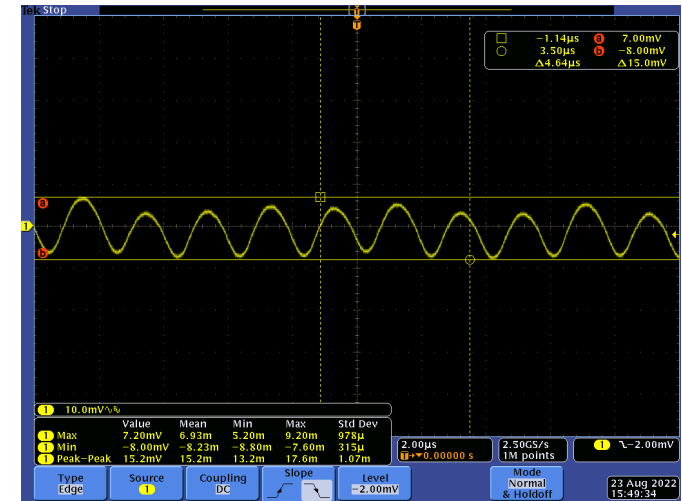 Tek Stop
T
T
□ -1.14µs a 7.00mV
○ 3.50µs b -8.00mV
Δ4.64µs Δ15.0mV
a
1
b
1 10.0mV
Value Mean Min Max Std Dev
1 Max 7.20mV 6.93m 5.20m 9.20m 978µ
1 Min -8.00mV -8.23m -8.80m -7.60m 315µ
1 Peak-Peak 15.2mV 15.2m 13.2m 17.6m 1.07m
2.00µs
T→▼0.00000 s
2.50GS/s
1M points
1 -2.00mV
Type
Edge
Source
1
Coupling
DC
Slope
Level
-2.00mV
Mode
Normal
& Holdoff
23 Aug 2022
15:49:34